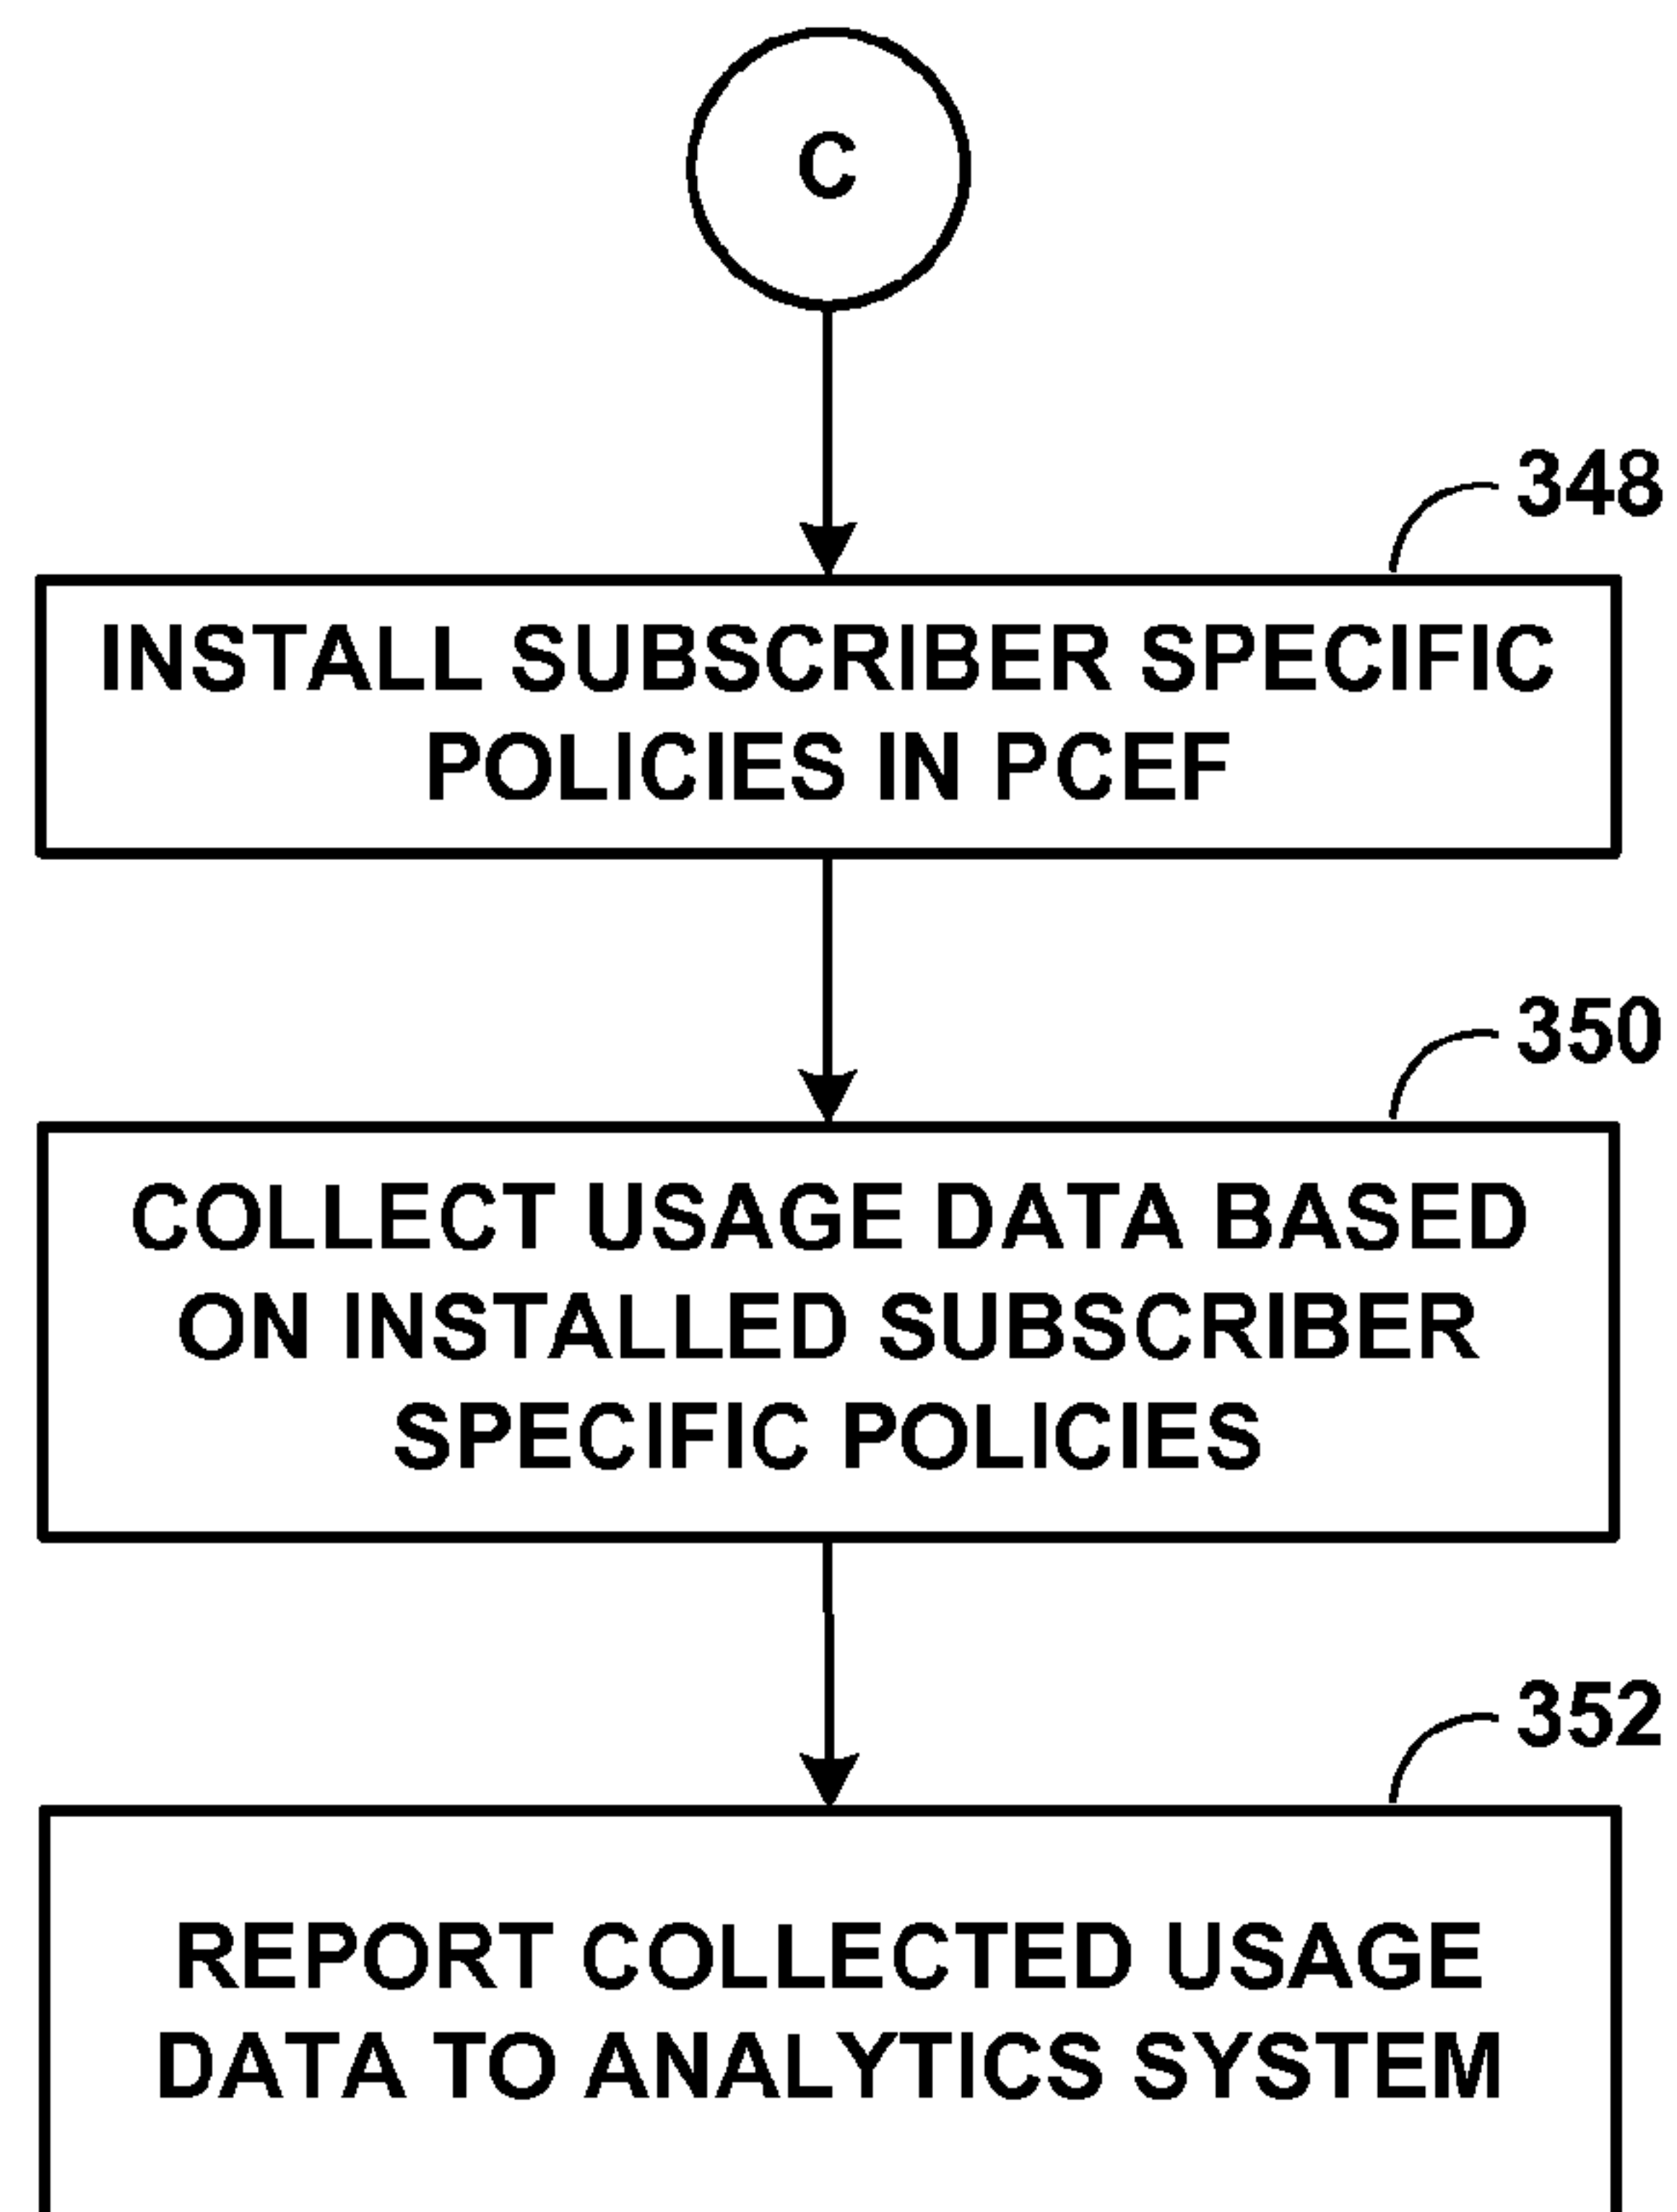 C
348
INSTALL SUBSCRIBER SPECIFIC
POLICIES IN PCEF
350
COLLECT USAGE DATA BASED
ON INSTALLED SUBSCRIBER
SPECIFIC POLICIES
352
REPORT COLLECTED USAGE
DATA TO ANALYTICS SYSTEM